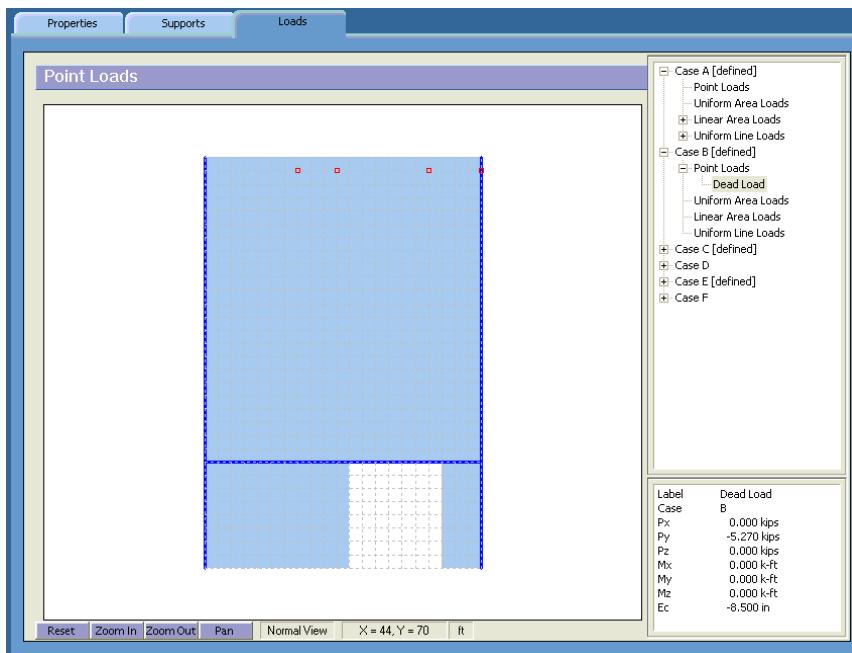 Properties Supports Loads
Point Loads
Case A [defined]
Point Loads
Uniform Area Loads
Linear Area Loads
Uniform Line Loads
Case B [defined]
Point Loads
Dead Load
Uniform Area Loads
Linear Area Loads
Uniform Line Loads
Case C [defined]
Case D
Case E [defined]
Case F
Label Dead Load
Case B
Px 0.000 kips
Py -5.270 kips
Pz 0.000 kips
Mx 0.000 k-ft
My 0.000 k-ft
Mz 0.000 k-ft
Ec -8.500 in
Reset Zoom In Zoom Out Pan Normal View X = 44, Y = 70 ft